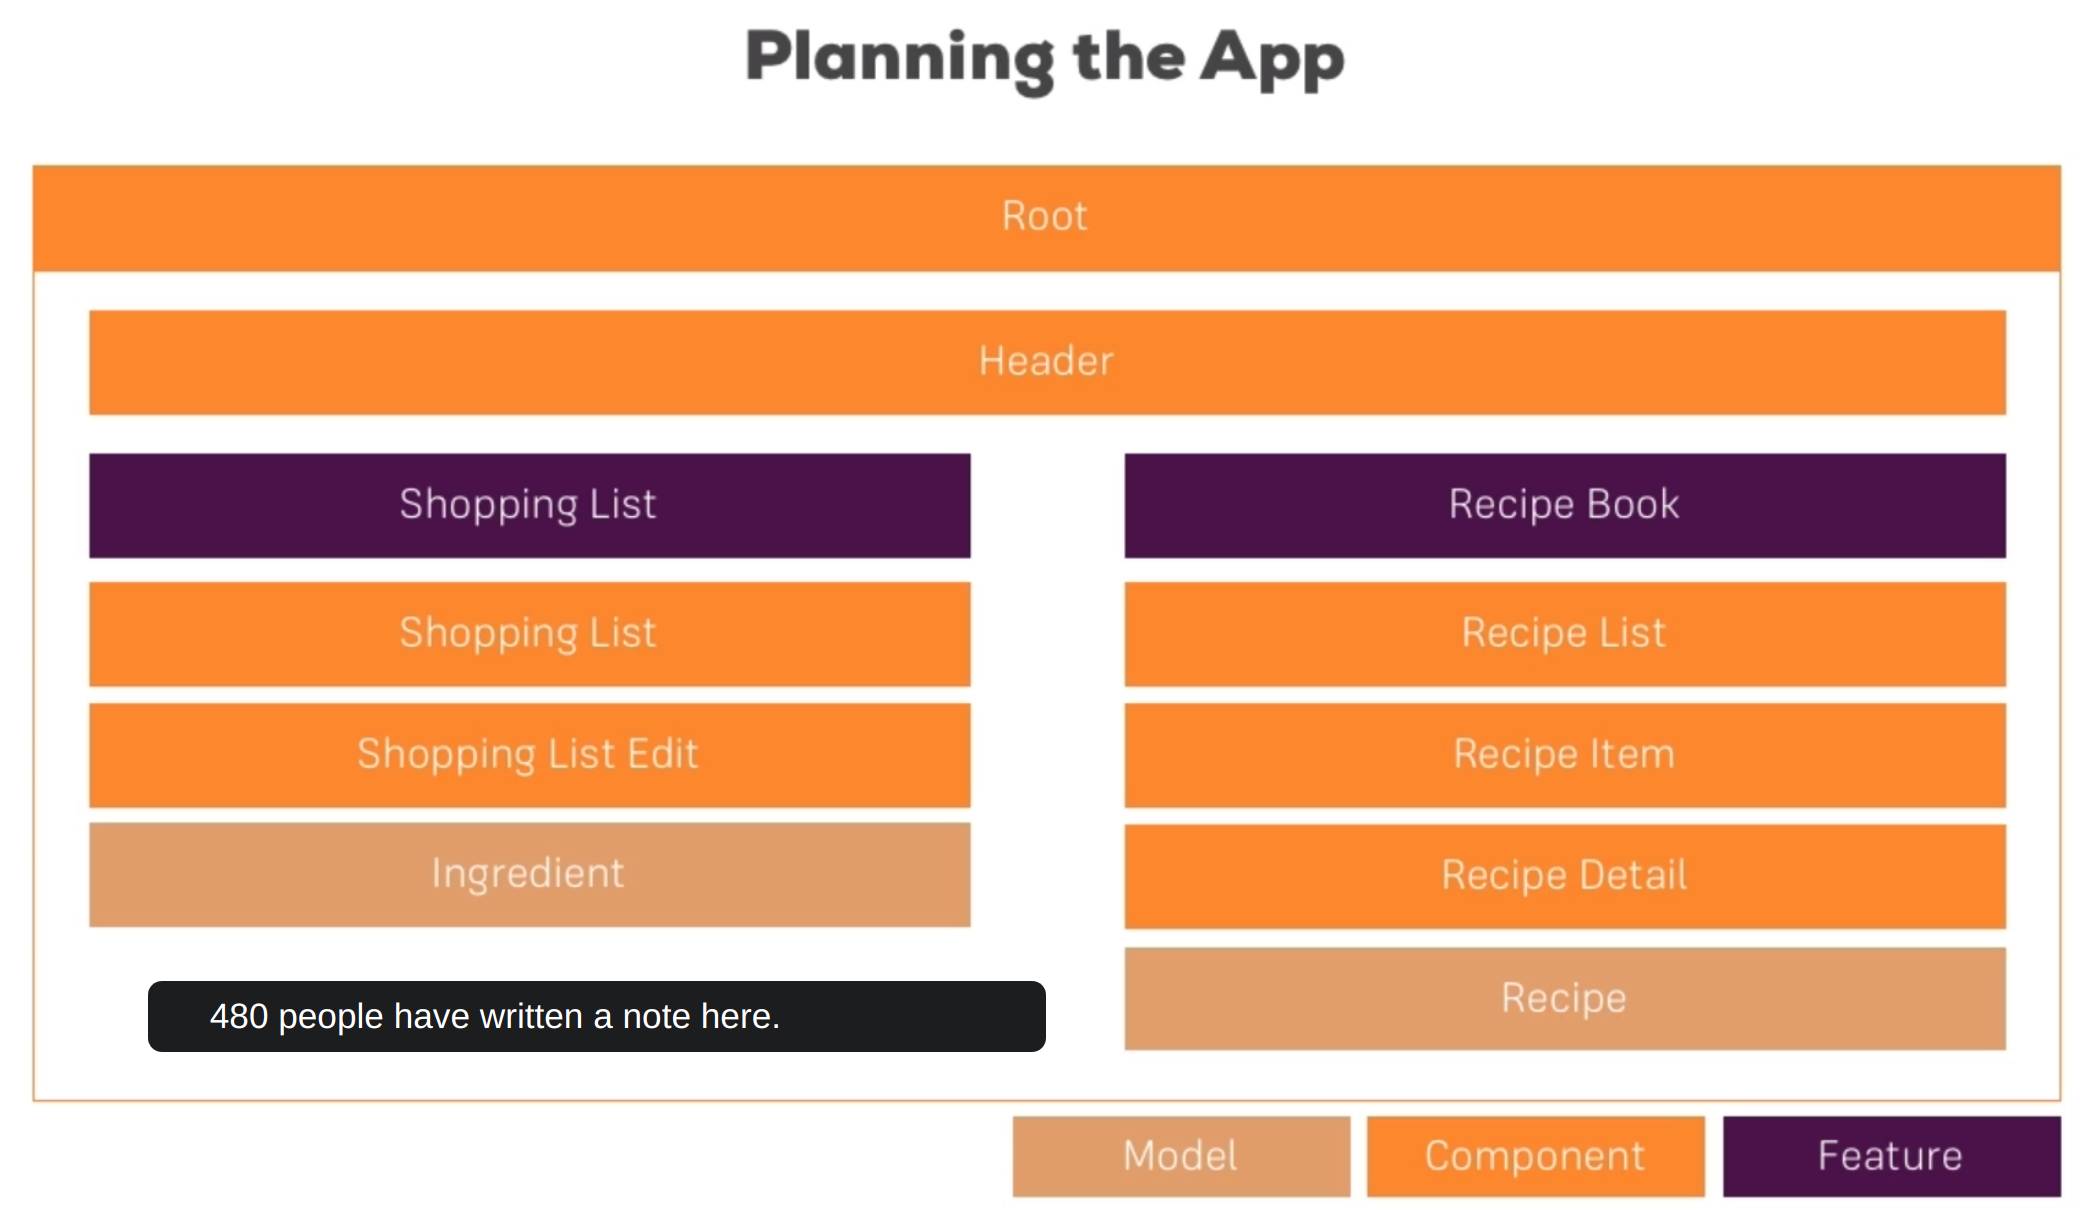 Planning the App
Root
Header
Shopping List
Shopping List
Shopping List Edit
Ingredient
480 people have written a note here.
Recipe Book
Recipe List
Recipe Item
Recipe Detail
Recipe
Model
Component
Feature